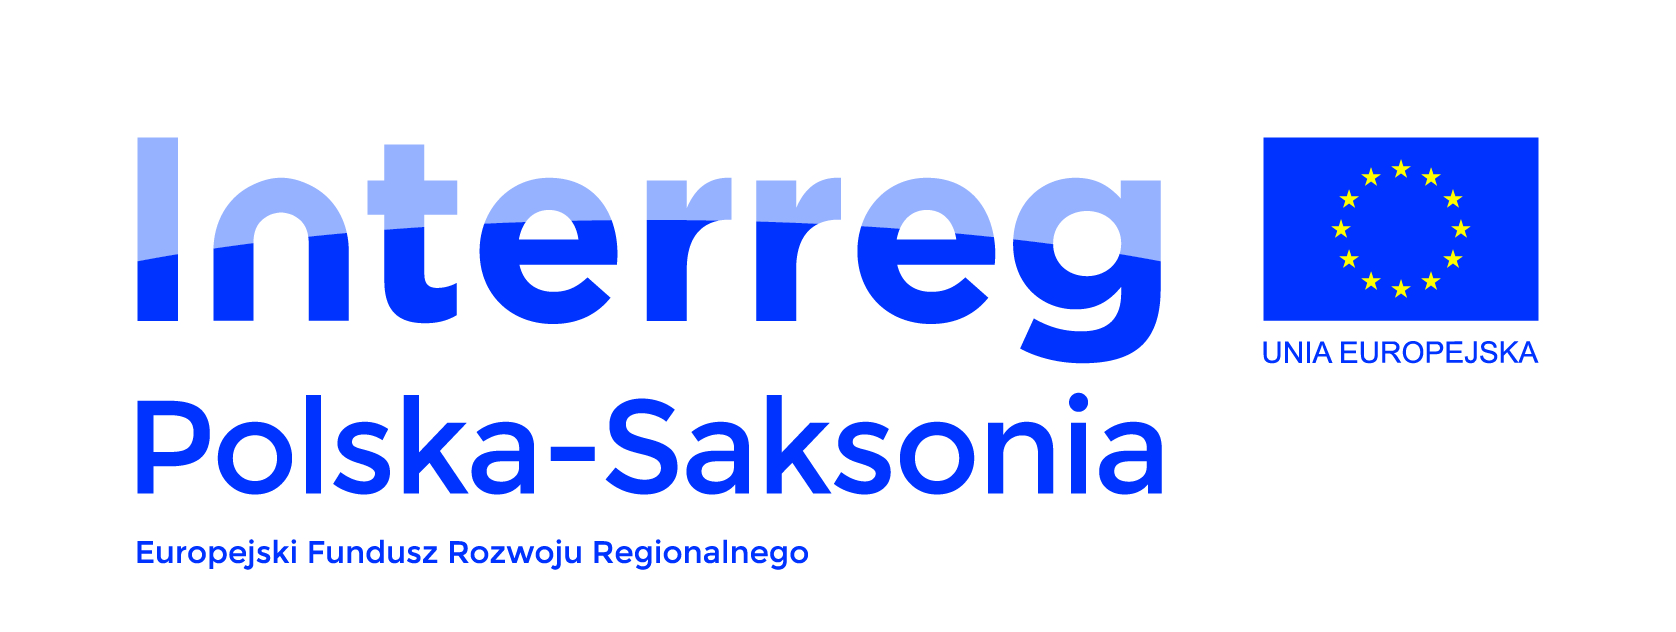 Interreg
UNIA EUROPEJSKA
Polska-Saksonia
Europejski Fundusz Rozwoju Regionalnego